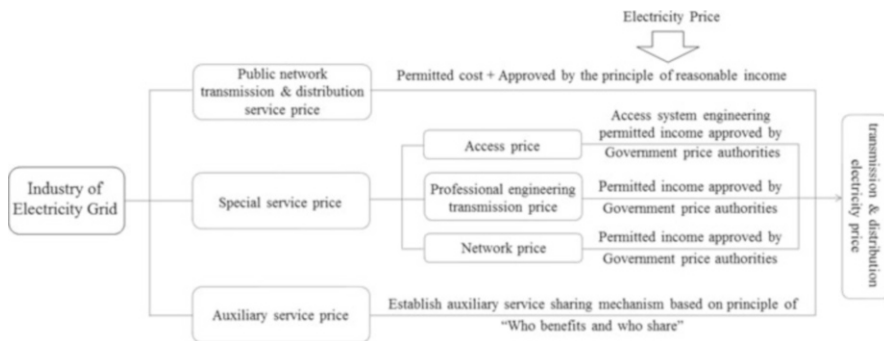 Electricity Price
Public network
transmission & distribution
service price
Permitted cost + Approved by the principle of reasonable income
Industry of
Electricity Grid
Special service price
Access price
Access system engineering
permitted income approved by
Government price authorities
Professional engineering
transmission price
Permitted income approved by
Government price authorities
Network price
Permitted income approved by
Government price authorities
transmission & distribution
electricity price
Auxiliary service price
Establish auxiliary service sharing mechanism based on principle of
“Who benefits and who share”